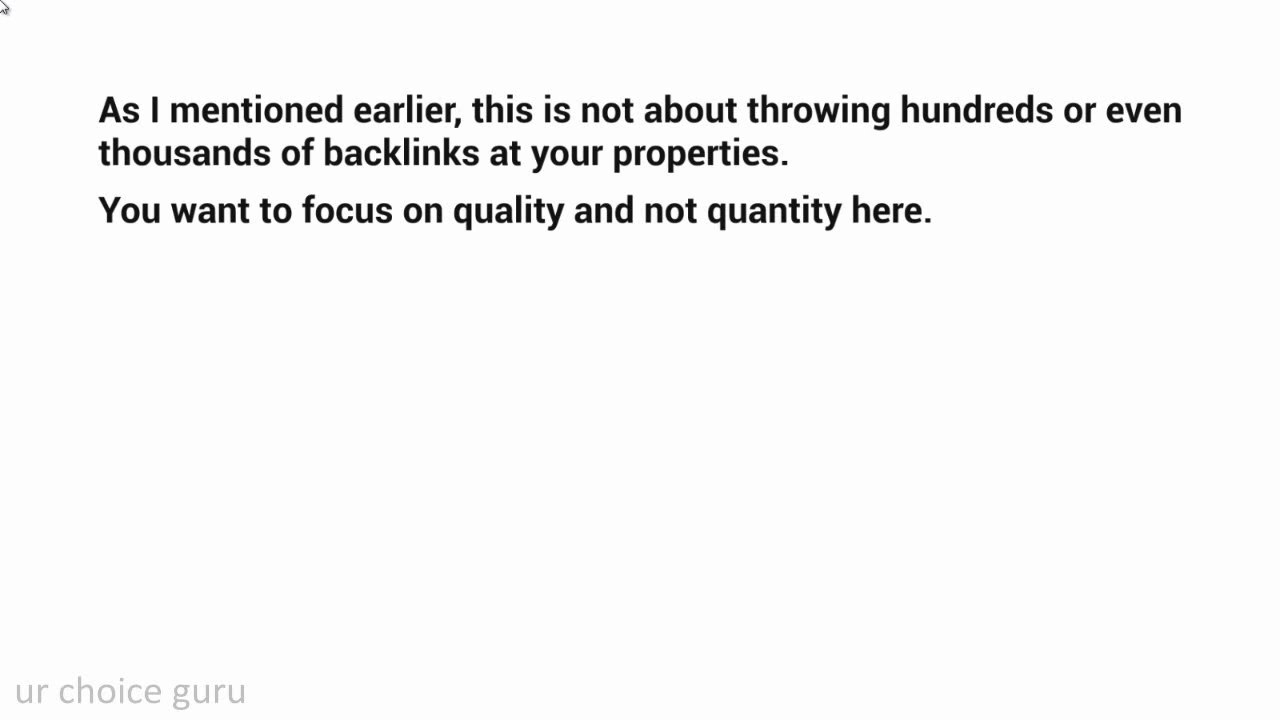 As I mentioned earlier, this is not about throwing hundreds or even
thousands of backlinks at your properties.
You want to focus on quality and not quantity here.
ur choice guru